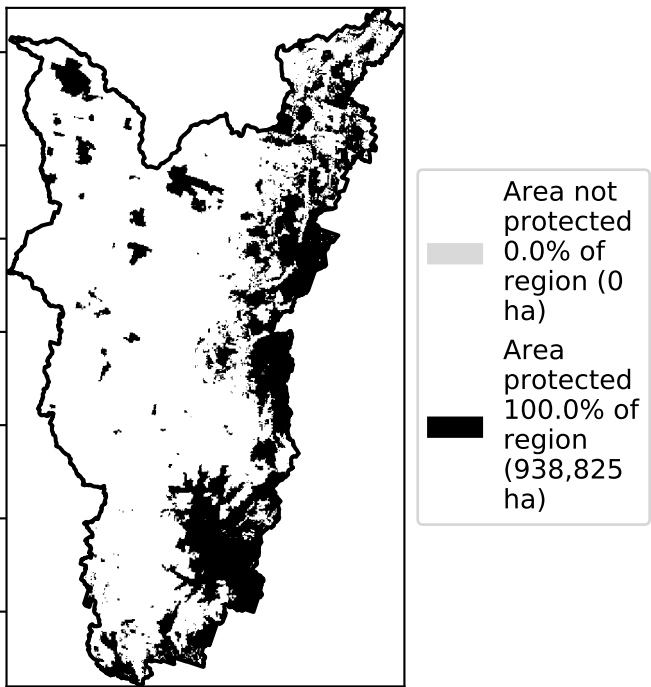 Area not
protected
0.0% of
region (0
ha)
Area
protected
100.0% of
region
(938,825
ha)